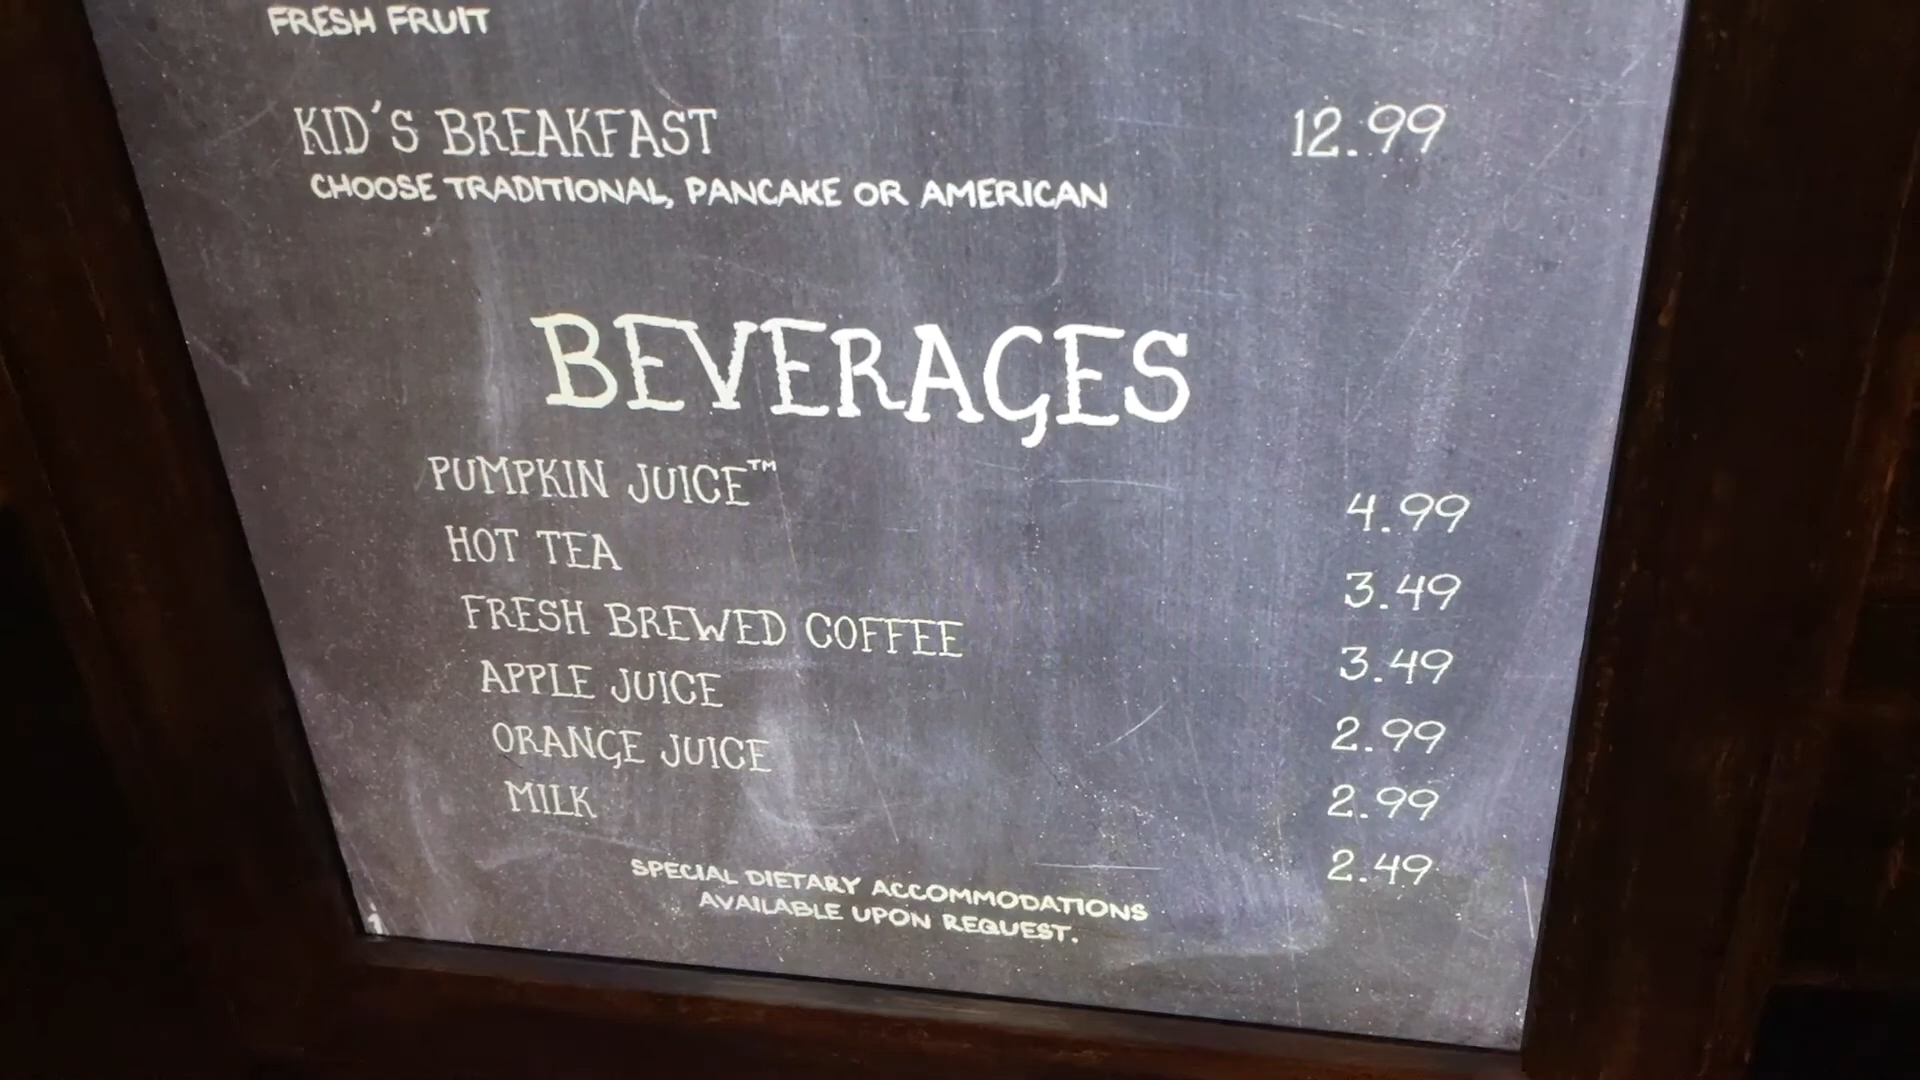 FRESH FRUIT
KID'S BREAKFAST 12.99
CHOOSE TRADITIONAL, PANCAKE OR AMERICAN
BEVERAGES
PUMPKIN JUICE™ 4.99
HOT TEA 3.49
FRESH BREWED COFFEE 3.49
APPLE JUICE 2.99
ORANGE JUICE 2.99
MILK 2.49
SPECIAL DIETARY ACCOMMODATIONS
AVAILABLE UPON REQUEST.